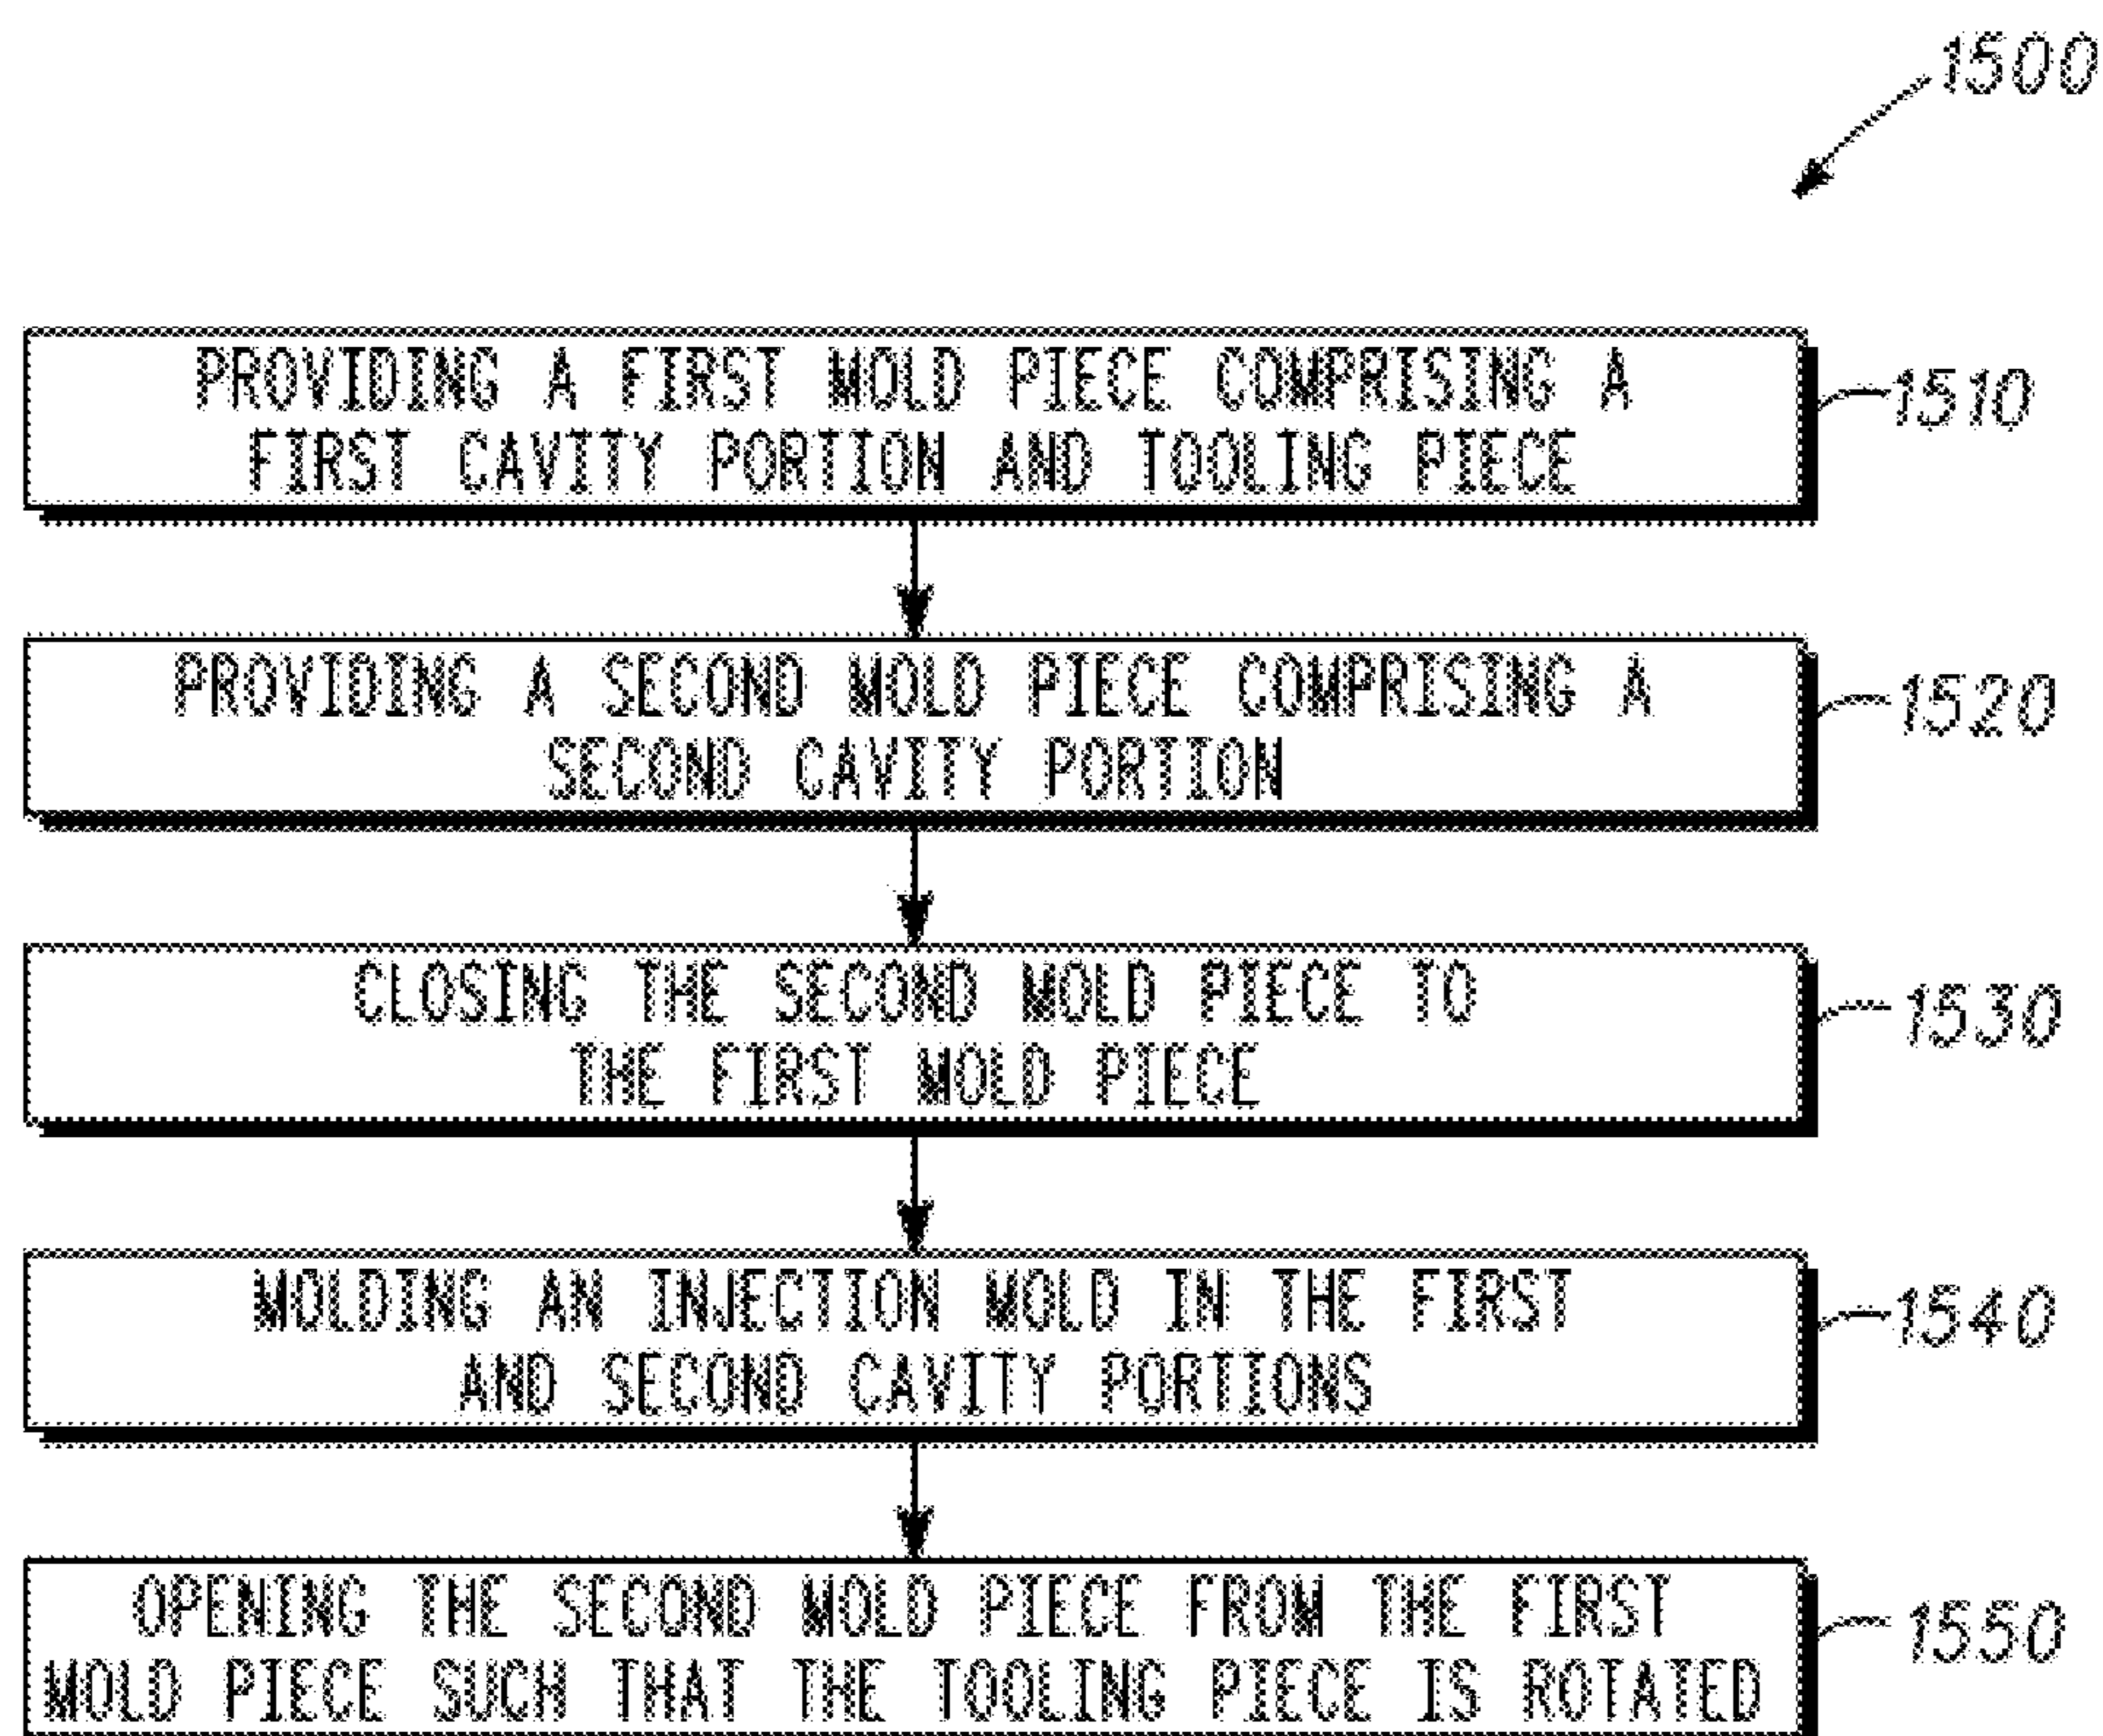 1500
PROVIDING A FIRST MOLD PIECE COMPRISING A
FIRST CAVITY PORTION AND TOOLING PIECE
1510
PROVIDING A SECOND MOLD PIECE COMPRISING A
SECOND CAVITY PORTION
1520
CLOSING THE SECOND MOLD PIECE TO
THE FIRST MOLD PIECE
1530
MOLDING AN INJECTION MOLD IN THE FIRST
AND SECOND CAVITY PORTIONS
1540
OPENING THE SECOND MOLD PIECE FROM THE FIRST
MOLD PIECE SUCH THAT THE TOOLING PIECE IS ROTATED
1550